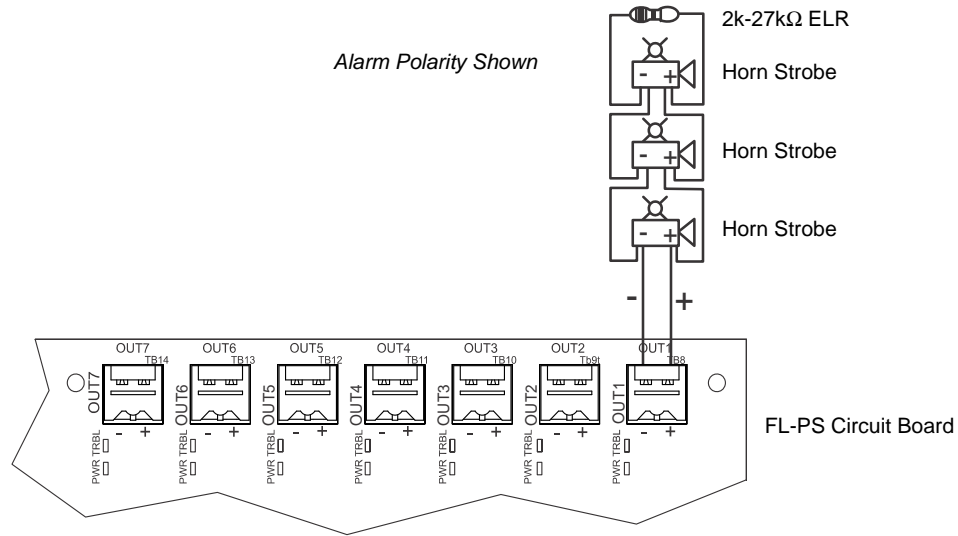 2k-27kΩ ELR
Alarm Polarity Shown
- +
Horn Strobe
- +
Horn Strobe
- +
Horn Strobe
- +
OUT7 OUT6 OUT5 OUT4 OUT3 OUT2 OUT1
TB14 TB13 TB12 TB11 TB10 Tb9t TB8
OUT7 OUT6 OUT5 OUT4 OUT3 OUT2 OUT1
FL-PS Circuit Board
- + - + - + - + - + - + - +
PWR TRBL PWR TRBL PWR TRBL PWR TRBL PWR TRBL PWR TRBL PWR TRBL